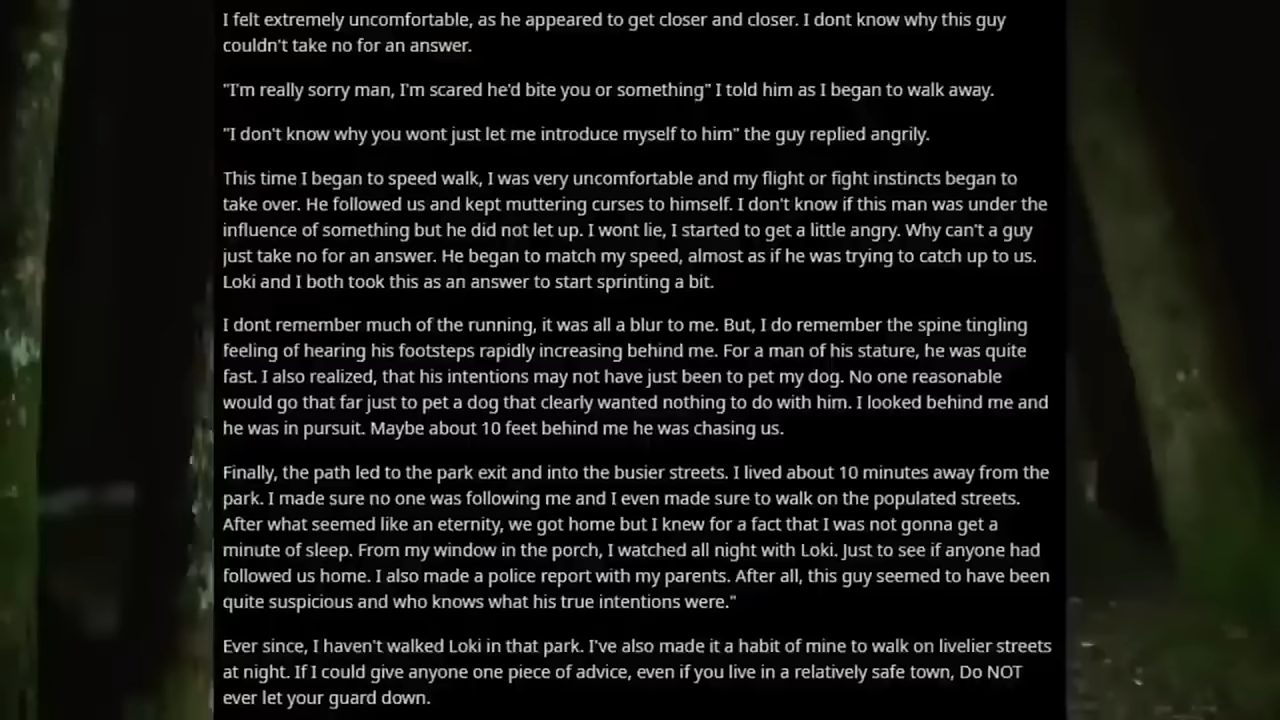 I felt extremely uncomfortable, as he appeared to get closer and closer. I dont know why this guy
couldn't take no for an answer.
"I'm really sorry man, I'm scared he'd bite you or something" I told him as I began to walk away.
"I don't know why you wont just let me introduce myself to him" the guy replied angrily.
This time I began to speed walk, I was very uncomfortable and my flight or fight instincts began to
take over. He followed us and kept muttering curses to himself. I don't know if this man was under the
influence of something but he did not let up. I wont lie, I started to get a little angry. Why can't a guy
just take no for an answer. He began to match my speed, almost as if he was trying to catch up to us.
Loki and I both took this as an answer to start sprinting a bit.
I dont remember much of the running, it was all a blur to me. But, I do remember the spine tingling
feeling of hearing his footsteps rapidly increasing behind me. For a man of his stature, he was quite
fast. I also realized, that his intentions may not have just been to pet my dog. No one reasonable
would go that far just to pet a dog that clearly wanted nothing to do with him. I looked behind me and
he was in pursuit. Maybe about 10 feet behind me he was chasing us.
Finally, the path led to the park exit and into the busier streets. I lived about 10 minutes away from the
park. I made sure no one was following me and I even made sure to walk on the populated streets.
After what seemed like an eternity, we got home but I knew for a fact that I was not gonna get a
minute of sleep. From my window in the porch, I watched all night with Loki. Just to see if anyone had
followed us home. I also made a police report with my parents. After all, this guy seemed to have been
quite suspicious and who knows what his true intentions were."
Ever since, I haven't walked Loki in that park. I've also made it a habit of mine to walk on livelier streets
at night. If I could give anyone one piece of advice, even if you live in a relatively safe town, Do NOT
ever let your guard down.